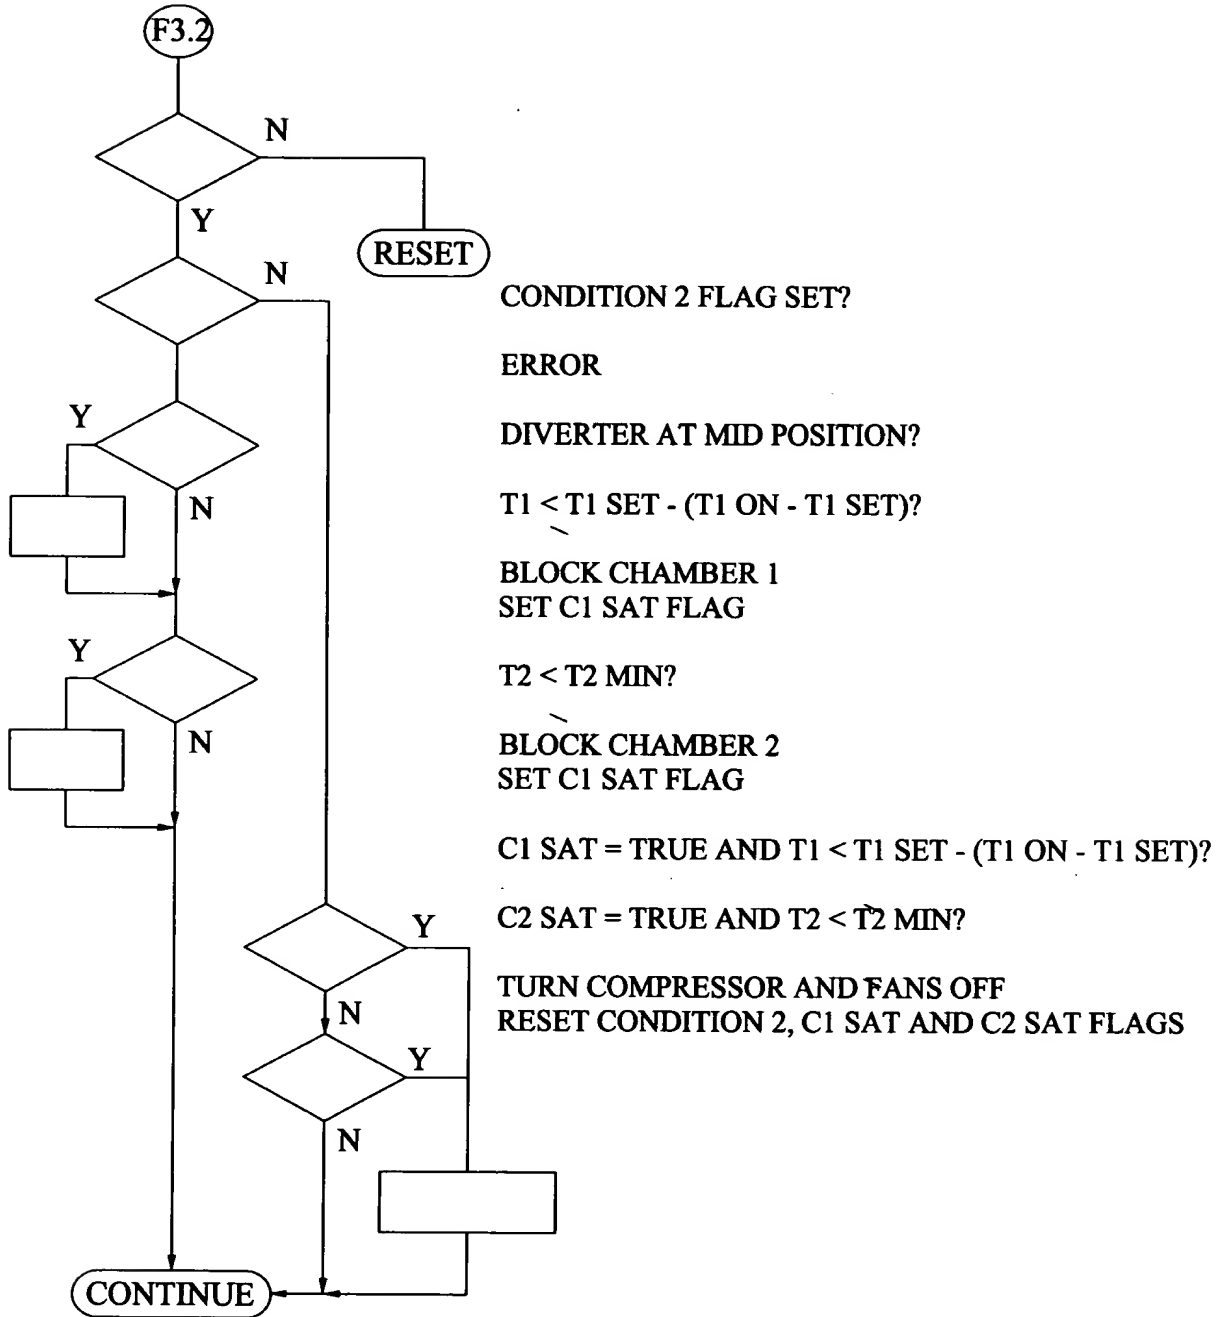 F3.2
N
Y
RESET
N
CONDITION 2 FLAG SET?
ERROR
Y
DIVERTER AT MID POSITION?
N
T1 < T1 SET - (T1 ON - T1 SET)?
BLOCK CHAMBER 1
SET C1 SAT FLAG
Y
T2 < T2 MIN?
N
BLOCK CHAMBER 2
SET C1 SAT FLAG
C1 SAT = TRUE AND T1 < T1 SET - (T1 ON - T1 SET)?
Y
C2 SAT = TRUE AND T2 < T2 MIN?
TURN COMPRESSOR AND FANS OFF
N
RESET CONDITION 2, C1 SAT AND C2 SAT FLAGS
Y
N
CONTINUE